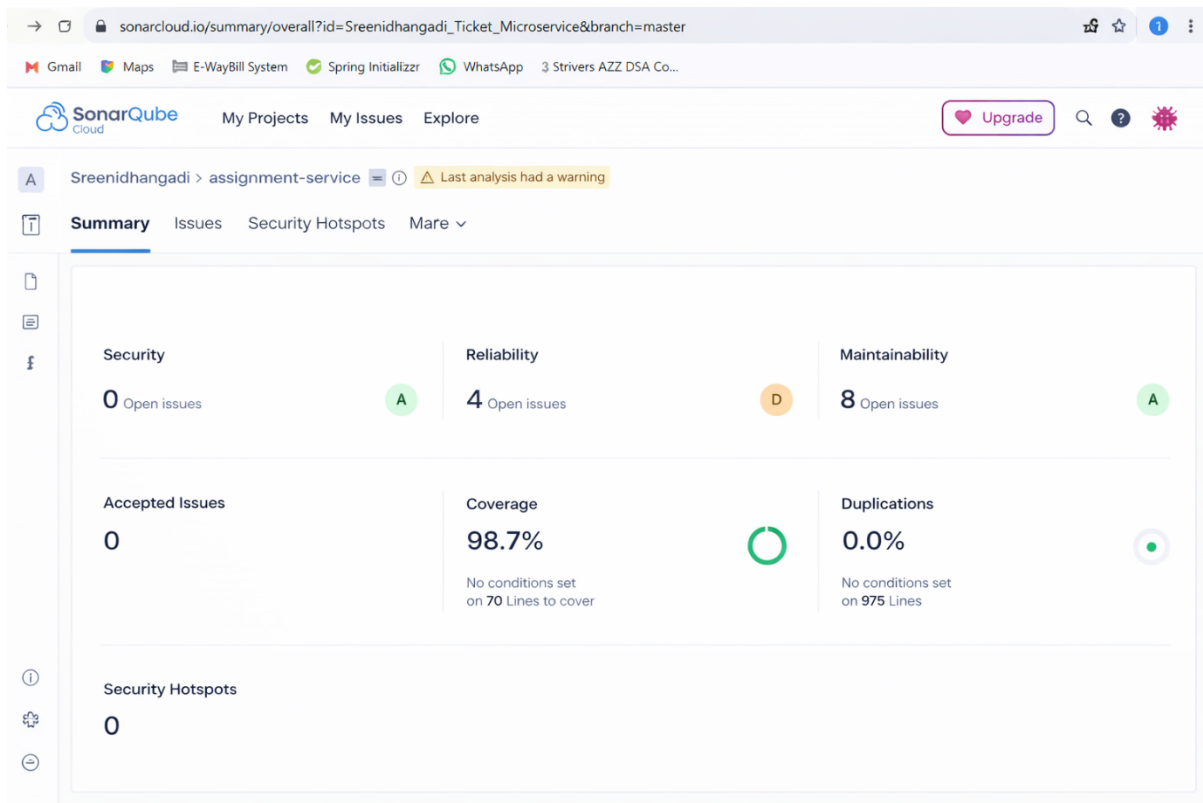 sonarcloud.io/summary/overall?id=Sreenidhangadi_Ticket_Microservice&branch=master
1
Gmail Maps E-WayBill System Spring Initializr WhatsApp 3 Strivers AZZ DSA Co...
SonarQube
Cloud
My Projects My Issues Explore
Upgrade
?
A
Sreenidhangadi > assignment-service
Last analysis had a warning
Summary Issues Security Hotspots Mare
Security
0 Open issues
A
Reliability
4 Open issues
D
Maintainability
8 Open issues
A
Accepted Issues
0
Coverage
98.7%
No conditions set
on 70 Lines to cover
Duplications
0.0%
No conditions set
on 975 Lines
Security Hotspots
0